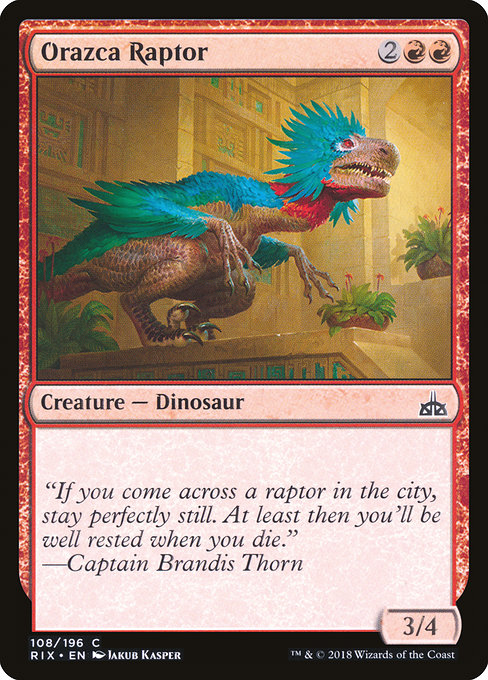 Orazca Raptor 2
Creature — Dinosaur
“If you come across a raptor in the city,
stay perfectly still. At least then you’ll be
well rested when you die.”
—Captain Brandis Thorn
3/4
108/196 C
RIX • EN Jakub Kasper
™ & © 2018 Wizards of the Coast